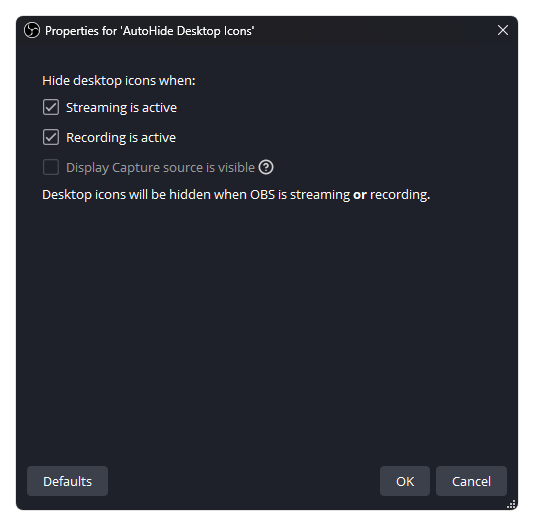 Properties for 'AutoHide Desktop Icons'
Hide desktop icons when:
Streaming is active
Recording is active
Display Capture source is visible ?
Desktop icons will be hidden when OBS is streaming or recording.
Defaults OK Cancel